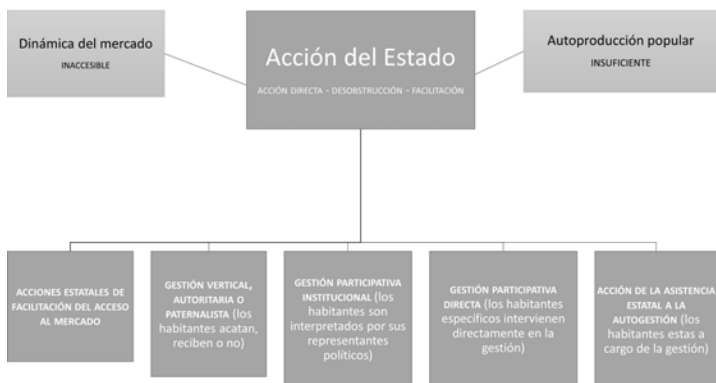 Dinámica del mercado
INACCESIBLE
Acción del Estado
ACCIÓN DIRECTA - DESOBSTRUCCIÓN - FACILITACIÓN
Autoproducción popular
INSUFICIENTE
ACCIONES ESTATALES DE
FACILITACIÓN DEL ACCESO
AL MERCADO
GESTIÓN VERTICAL,
AUTORITARIA O
PATERNALISTA (los
habitantes acatan,
reciben o no)
GESTIÓN PARTICIPATIVA
INSTITUCIONAL (los
habitantes son
interpretados por sus
representantes
políticos)
GESTIÓN PARTICIPATIVA
DIRECTA (los habitantes
específicos intervienen
directamente en la
gestión)
ACCIÓN DE LA ASISTENCIA
ESTATAL A LA
AUTOGESTIÓN (los
habitantes estas a
cargo de la gestión)